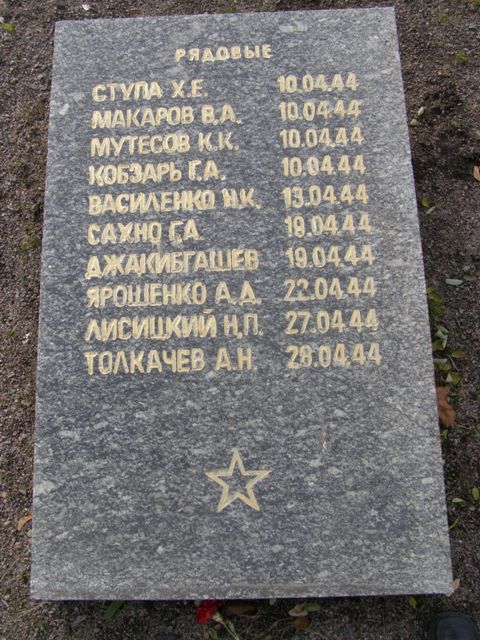 РЯДОВЫЕ
СТУПА Х.Е. 10.04.44
МАКАРОВ В.А. 10.04.44
МУТЕСОВ К.К. 10.04.44
КОБЗАРЬ Г.А. 10.04.44
ВАСИЛЕНКО Н.К. 13.04.44
САХНО Г.А. 19.04.44
ДЖАКИБГАШЕВ 19.04.44
ЯРОШЕНКО А.Д. 22.04.44
ЛИСИЦКИЙ Н.П. 27.04.44
ТОЛКАЧЕВ А.Н. 28.04.44